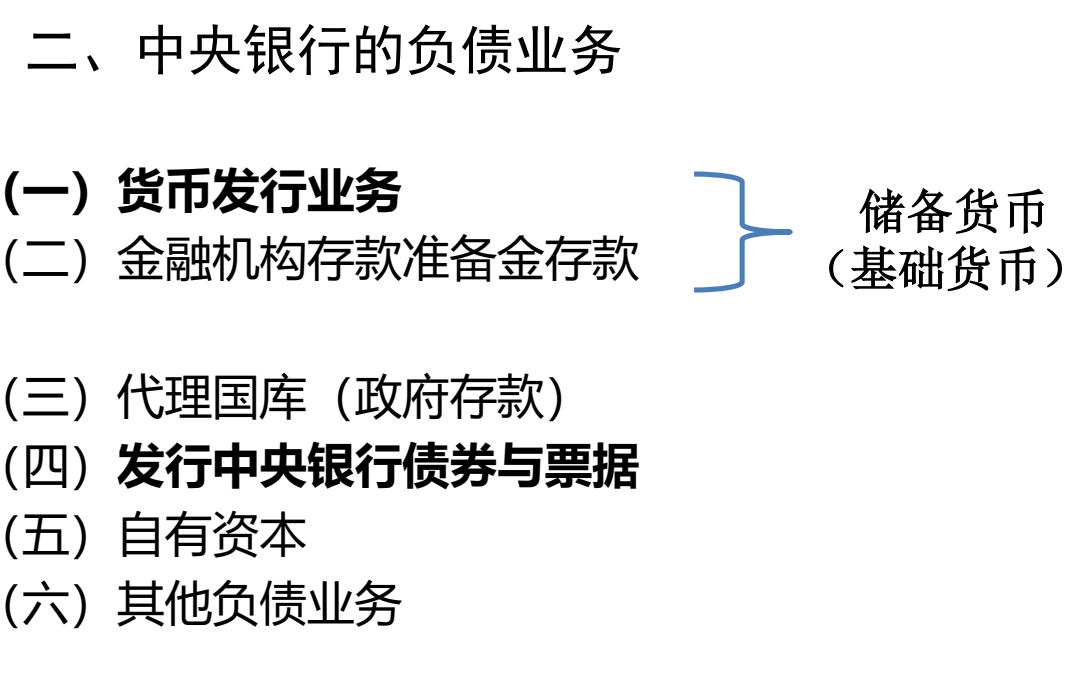 二、中央银行的负债业务
(一）货币发行业务
(二）金融机构存款准备金存款
储备货币
（基础货币）
(三）代理国库（政府存款）
(四）发行中央银行债券与票据
(五）自有资本
(六）其他负债业务